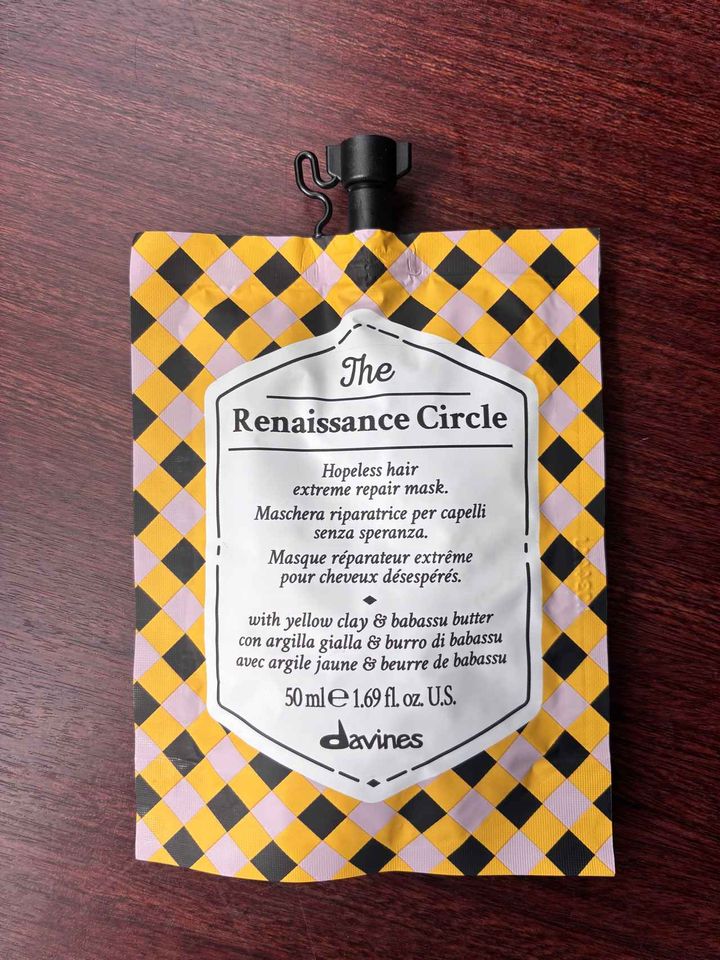 The
Renaissance Circle
Hopeless hair
extreme repair mask.
Maschera riparatrice per capelli
senza speranza.
Masque réparateur extrême
pour cheveux désespérés.
with yellow clay & babassu butter
con argilla gialla & burro di babassu
avec argile jaune & beurre de babassu
50 ml ℮ 1.69 fl. oz. U.S.
davines